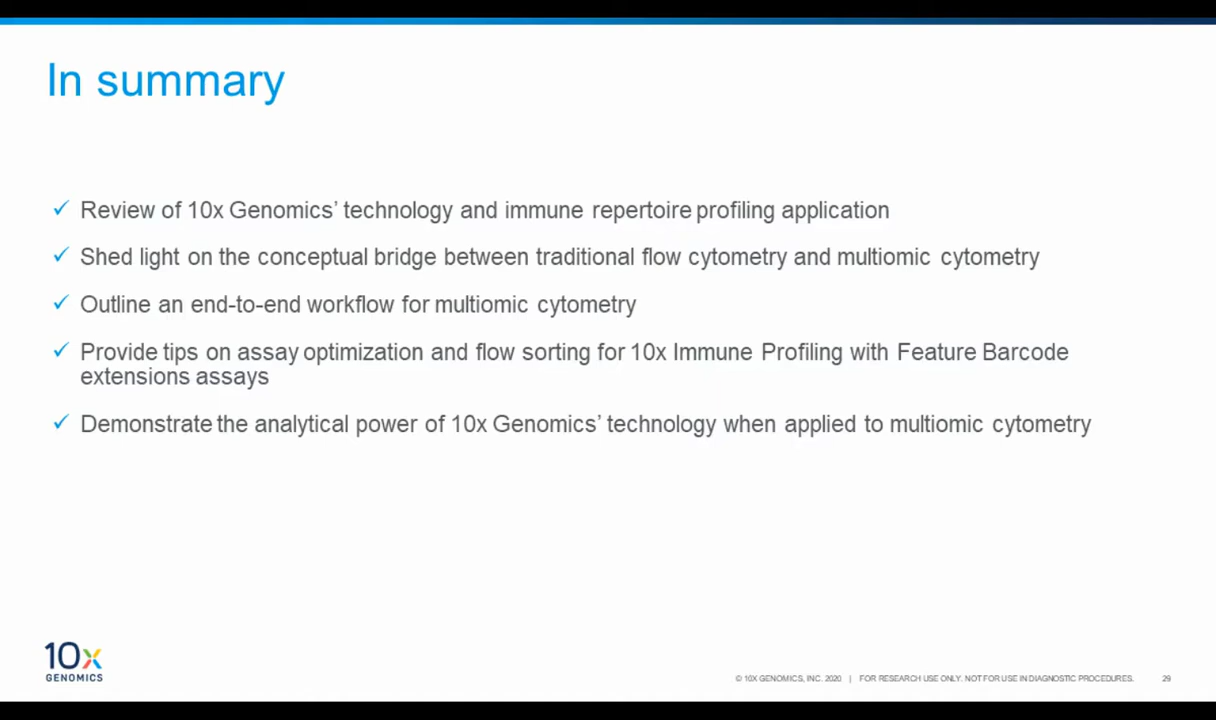 In summary
✓ Review of 10x Genomics’ technology and immune repertoire profiling application
✓ Shed light on the conceptual bridge between traditional flow cytometry and multiomic cytometry
✓ Outline an end-to-end workflow for multiomic cytometry
✓ Provide tips on assay optimization and flow sorting for 10x Immune Profiling with Feature Barcode
extensions assays
✓ Demonstrate the analytical power of 10x Genomics’ technology when applied to multiomic cytometry
10x
GENOMICS
© 10X GENOMICS, INC. 2020 | FOR RESEARCH USE ONLY. NOT FOR USE IN DIAGNOSTIC PROCEDURES. 29